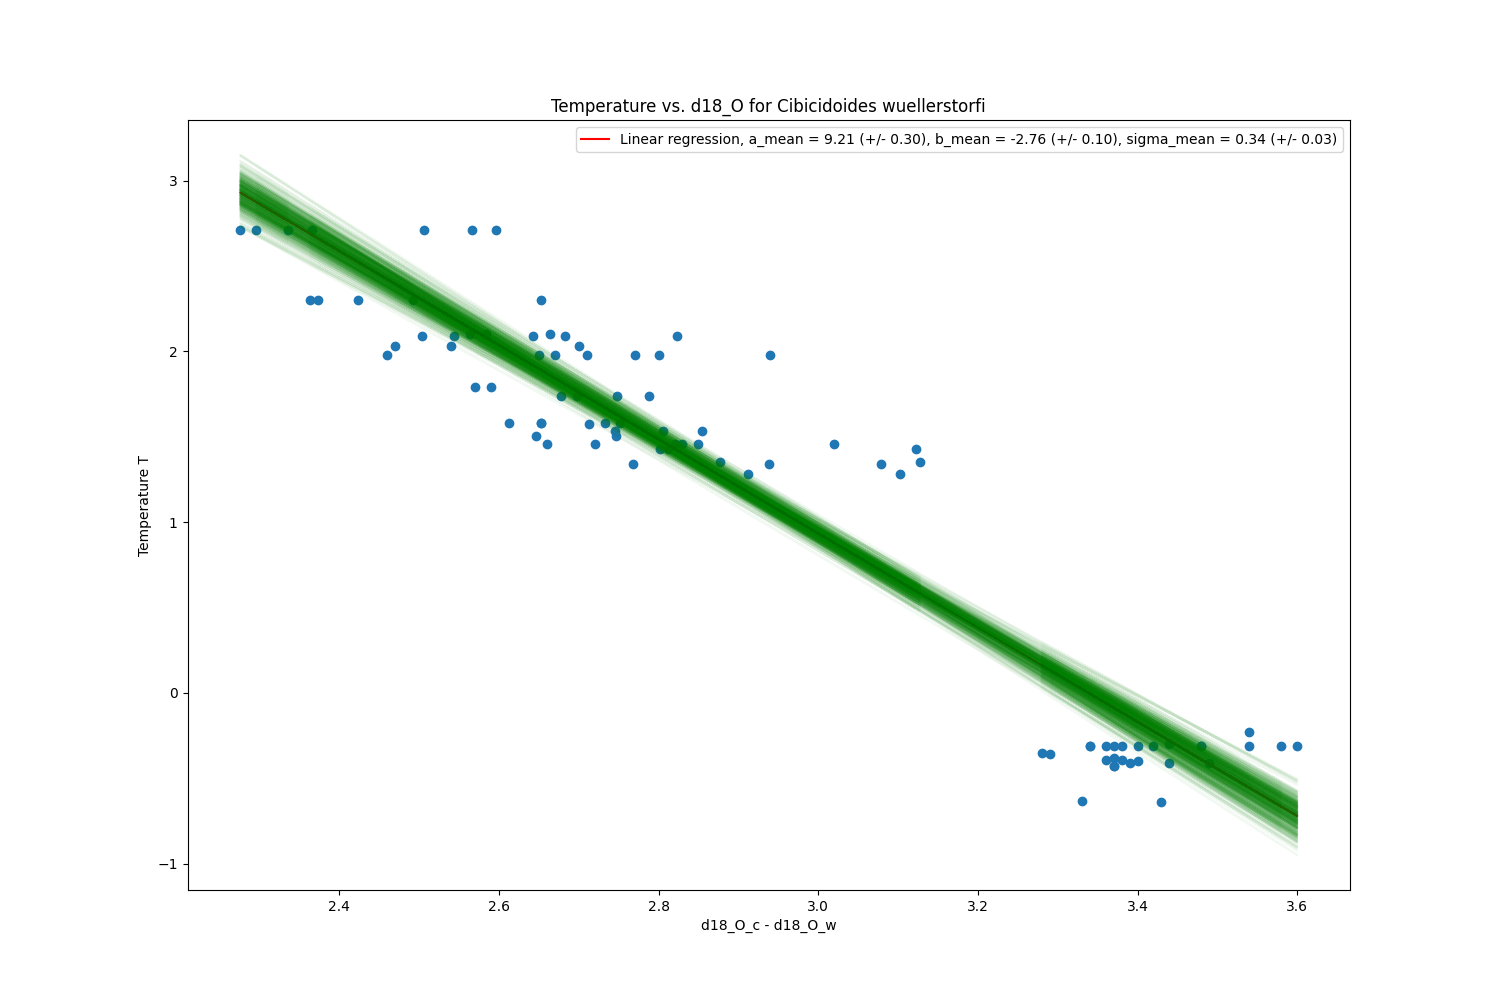 Temperature vs. d18_O for Cibicidoides wuellerstorfi
Linear regression, a_mean = 9.21 (+/- 0.30), b_mean = -2.76 (+/- 0.10), sigma_mean = 0.34 (+/- 0.03)
3
2
1
0
−1
Temperature T
2.4 2.6 2.8 3.0 3.2 3.4 3.6
d18_O_c - d18_O_w